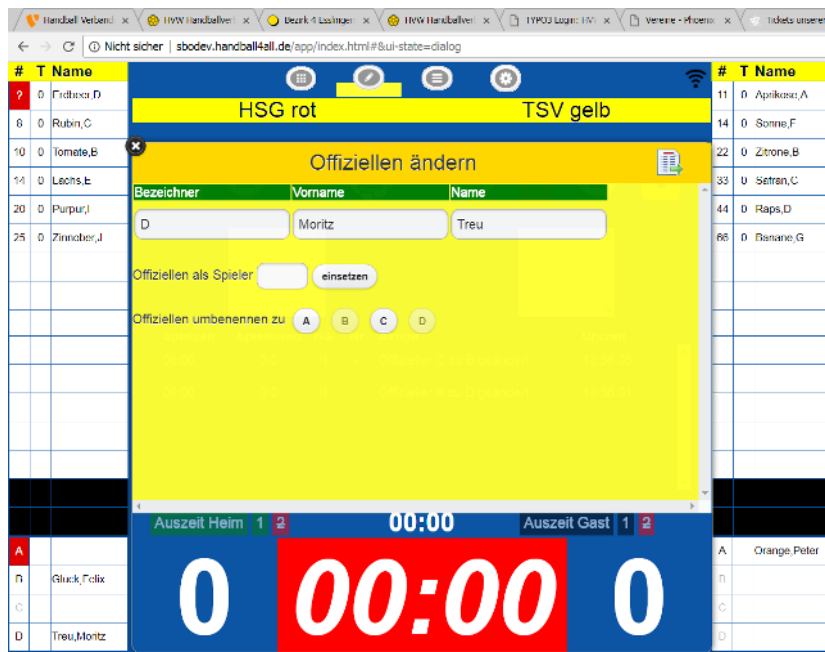 Handball Verband
HVW Handballver
Bezirk 4 Esslingen
HVW Handballver
TYPO3 Login: HV
Vereine - Phoenix
Tickets unserer
Nicht sicher | sbodev.handball4all.de/app/index.html#&ui-state=dialog
# T Name
? 0 Erdbeer,D
8 0 Rubin,C
10 0 Tomate,B
14 0 Lachs,E
20 0 Purpur,I
25 0 Zinnober,J
A
B Gluck,Felix
C
D Treu,Moritz
HSG rot TSV gelb
Offiziellen ändern
Bezeichner Vorname Name
D Moritz Treu
Offiziellen als Spieler einsetzen
Offiziellen umbenennen zu A B C D
Auszeit Heim 1 2 00:00 Auszeit Gast 1 2
0 00:00 0
# T Name
11 0 Aprikose,A
14 0 Sonne,F
22 0 Zitrone,B
33 0 Safran,C
44 0 Raps,D
66 0 Banane,G
A Orange,Peter
B
C
D